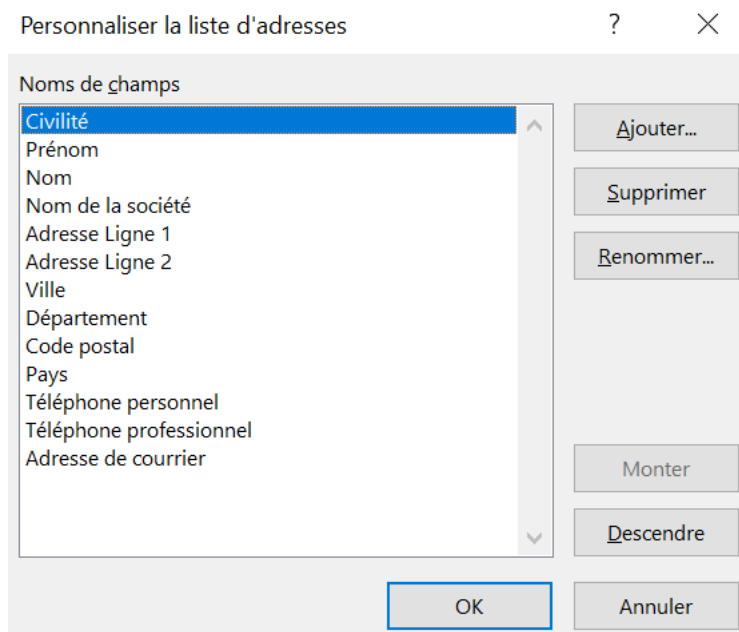 Personnaliser la liste d'adresses
?
Noms de champs
Civilité
Prénom
Nom
Nom de la société
Adresse Ligne 1
Adresse Ligne 2
Ville
Département
Code postal
Pays
Téléphone personnel
Téléphone professionnel
Adresse de courrier
Ajouter...
Supprimer
Renommer...
Monter
Descendre
OK
Annuler